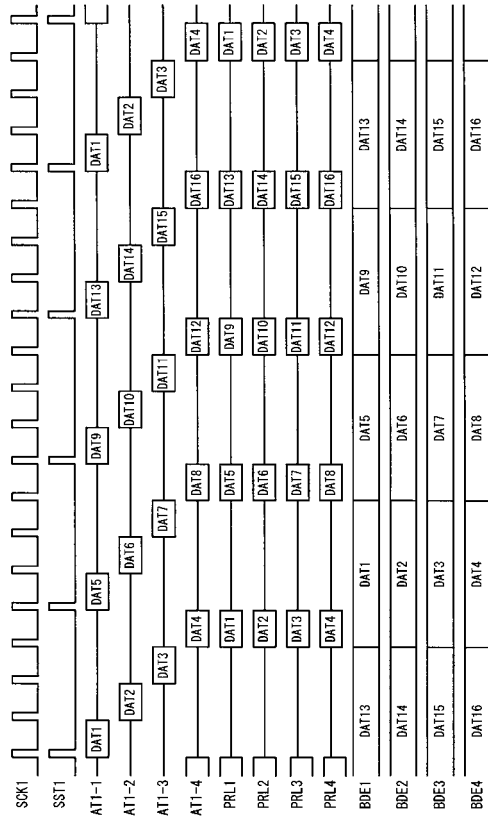 SCK1
SST1
AT1-1 DAT1 DAT5 DAT9 DAT13 DAT1
AT1-2 DAT2 DAT6 DAT10 DAT14 DAT2
AT1-3 DAT3 DAT7 DAT11 DAT15 DAT3
AT1-4 DAT4 DAT8 DAT12 DAT16 DAT4
PRL1 DAT1 DAT5 DAT9 DAT13 DAT1
PRL2 DAT2 DAT6 DAT10 DAT14 DAT2
PRL3 DAT3 DAT7 DAT11 DAT15 DAT3
PRL4 DAT4 DAT8 DAT12 DAT16 DAT4
BDE1 DAT13 DAT1 DAT5 DAT9 DAT13
BDE2 DAT14 DAT2 DAT6 DAT10 DAT14
BDE3 DAT15 DAT3 DAT7 DAT11 DAT15
BDE4 DAT16 DAT4 DAT8 DAT12 DAT16